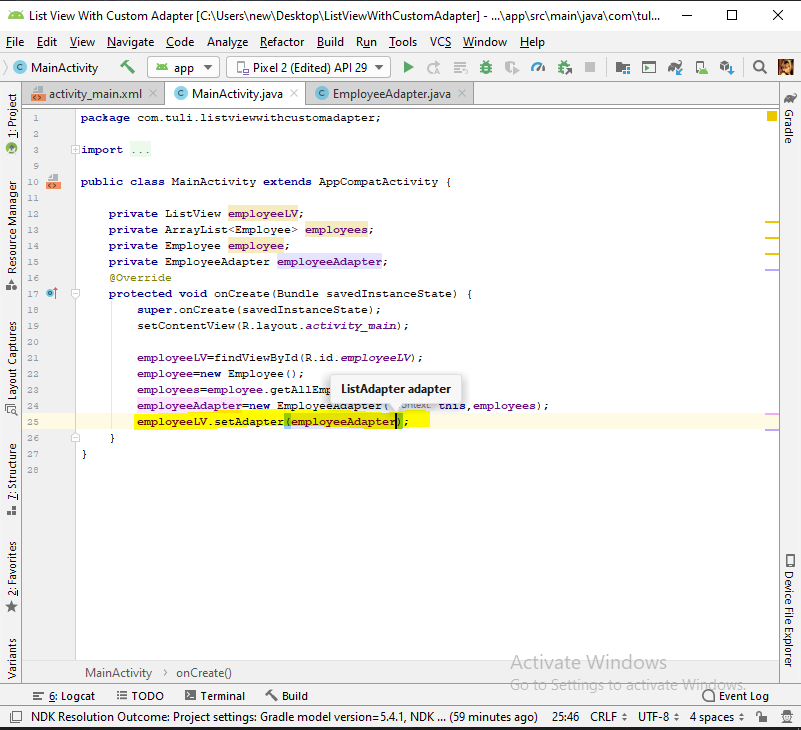 List View With Custom Adapter [C:\Users\new\Desktop\ListViewWithCustomAdapter] - ...\app\src\main\java\com\tul...
File Edit View Navigate Code Analyze Refactor Build Run Tools VCS Window Help
MainActivity app Pixel 2 (Edited) API 29
activity_main.xml MainActivity.java EmployeeAdapter.java
1 package com.tuli.listviewwithcustomadapter;
2
3 import ...
9
10 public class MainActivity extends AppCompatActivity {
11
12 private ListView employeeLV;
13 private ArrayList<Employee> employees;
14 private Employee employee;
15 private EmployeeAdapter employeeAdapter;
16 @Override
17 protected void onCreate(Bundle savedInstanceState) {
18 super.onCreate(savedInstanceState);
19 setContentView(R.layout.activity_main);
20
21 employeeLV=findViewById(R.id.employeeLV);
22 employee=new Employee();
23 employees=employee.getAllEmp
ListAdapter adapter
24 employeeAdapter=new EmployeeAdapter( this,employees);
25 employeeLV.setAdapter(employeeAdapter);
26 }
27 }
28
1: Project
Resource Manager
Layout Captures
7: Structure
2: Favorites
Variants
Gradle
Device File Explorer
MainActivity onCreate()
Activate Windows
Go to Settings to activate Windows.
6: Logcat TODO Terminal Build Event Log
NDK Resolution Outcome: Project settings: Gradle model version=5.4.1, NDK ... (59 minutes ago) 25:46 CRLF UTF-8 4 spaces